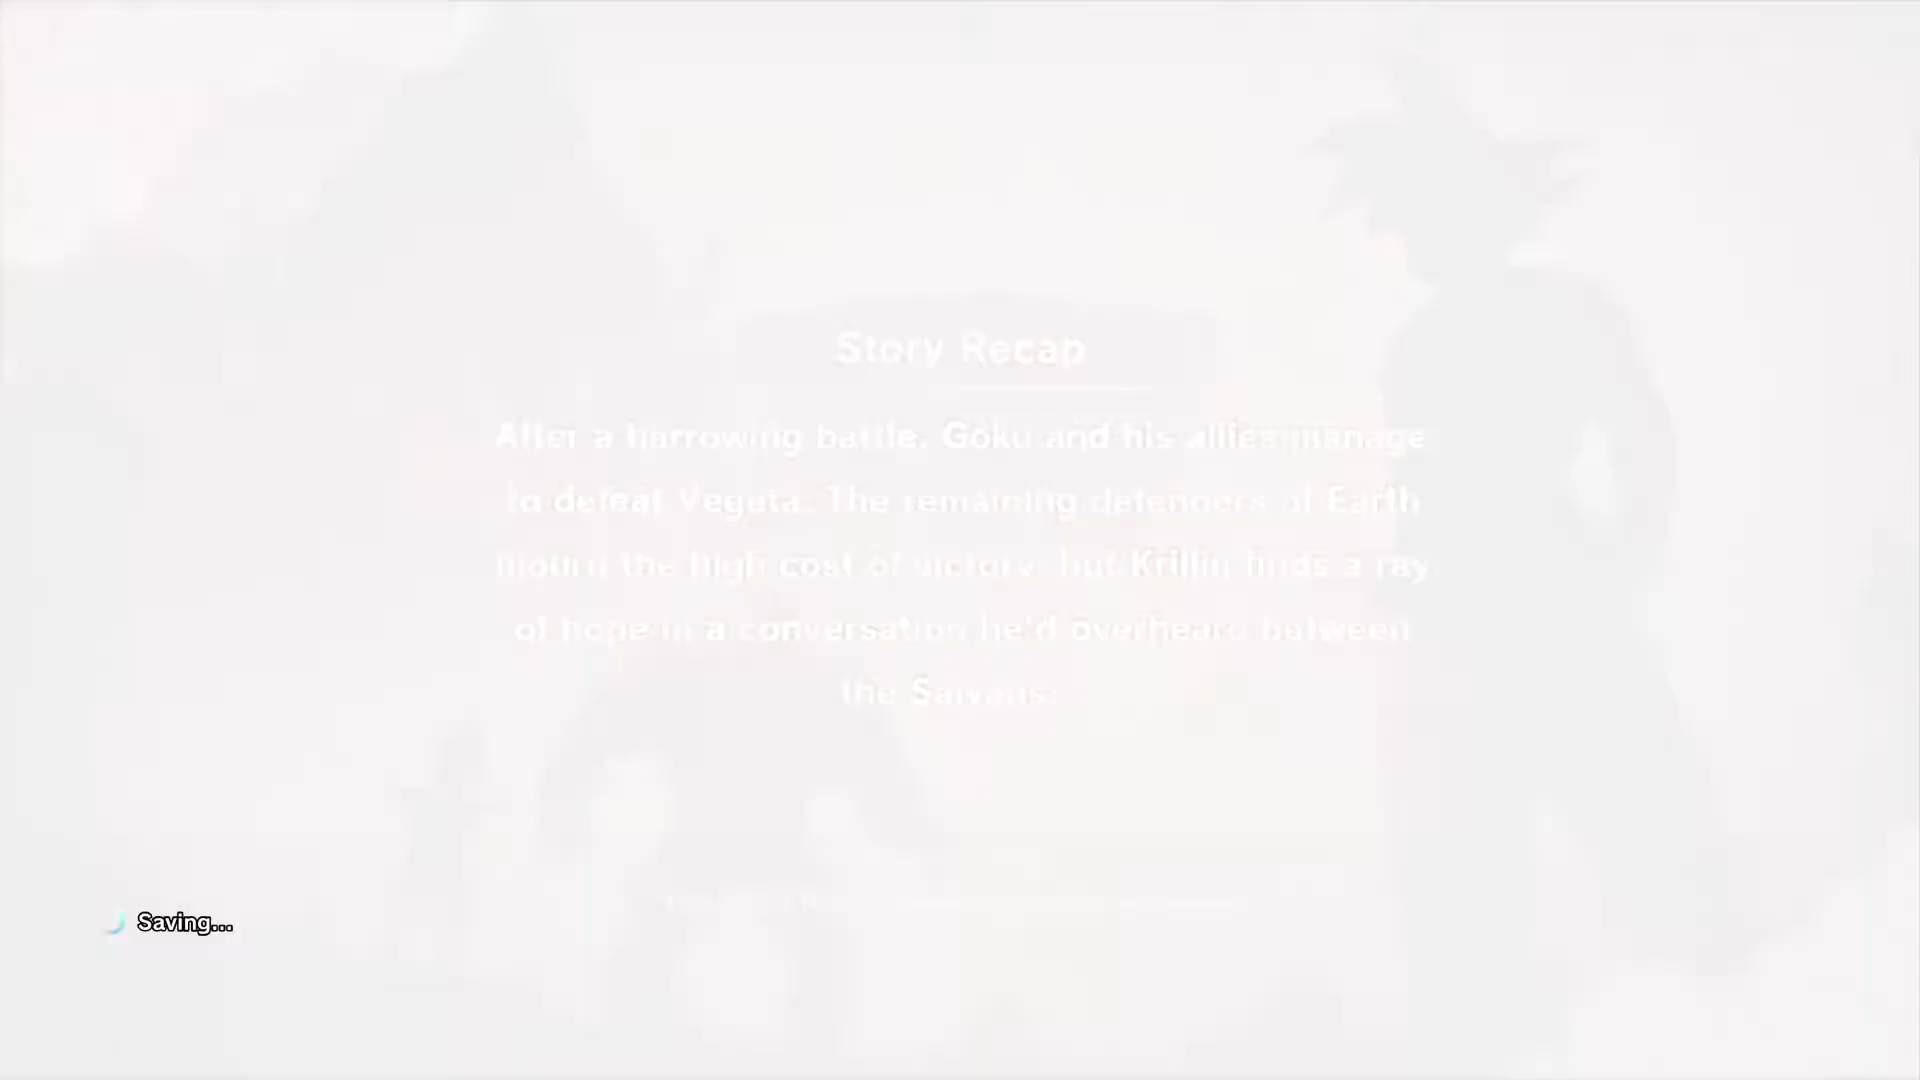 Story Recap
After a harrowing battle, Goku and his allies manage
to defeat Vegeta. The remaining defenders of Earth
mourn the high cost of victory, but Krillin finds a ray
of hope in a conversation he'd overheard between
the Saiyans.
Saving...